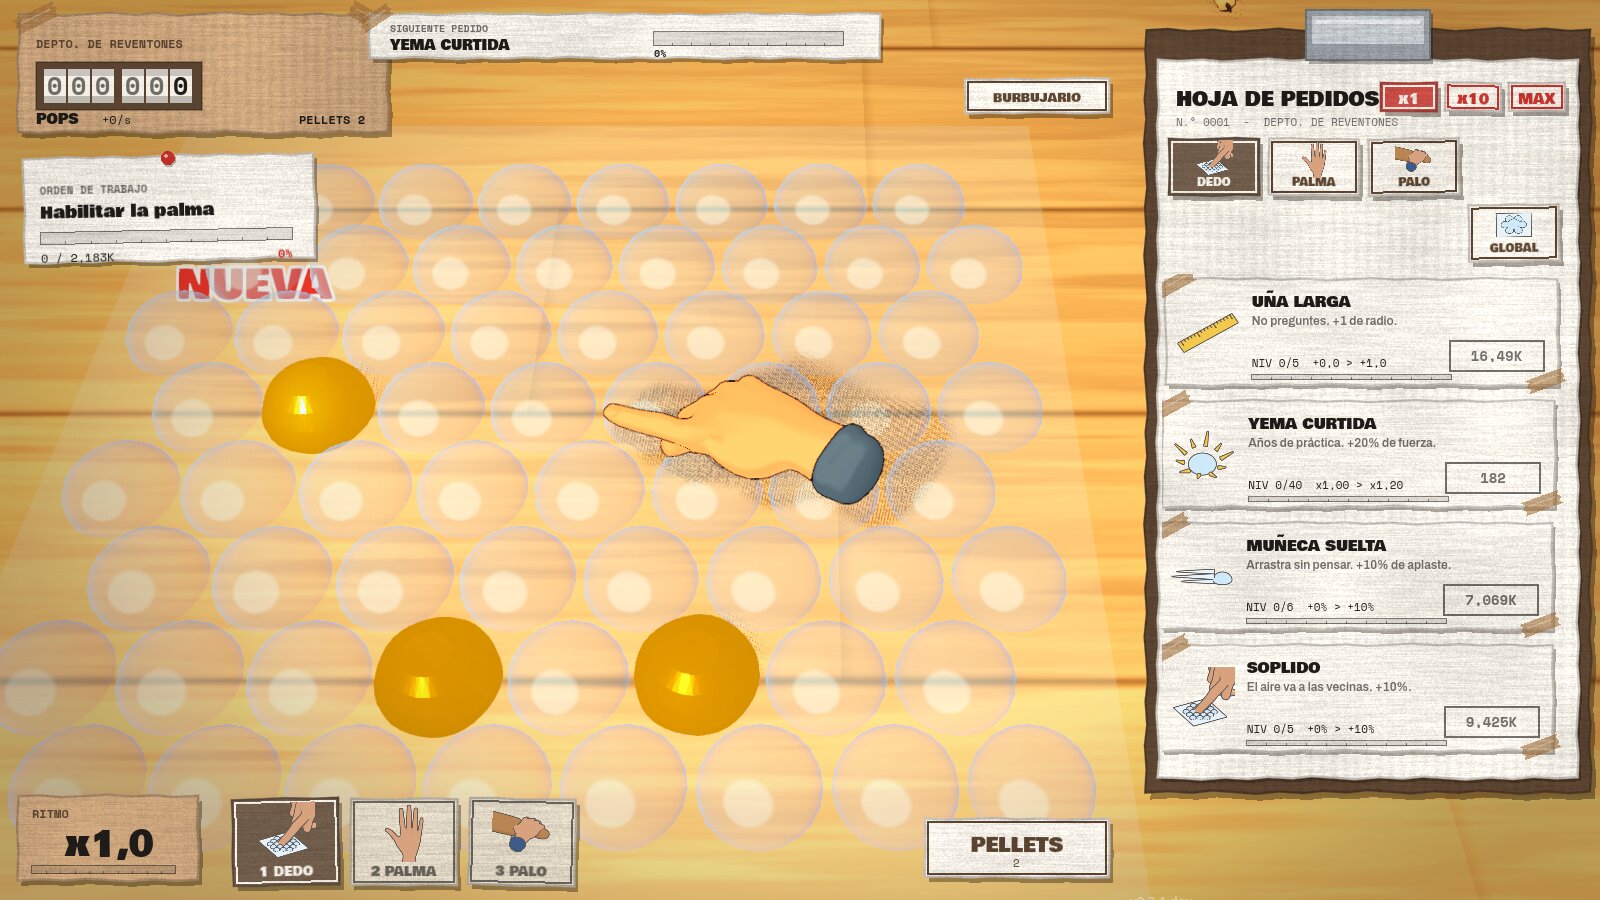 DEPTO. DE REVENTONES
000000
POPS +0/s PELLETS 2
SIGUIENTE PEDIDO
YEMA CURTIDA
0%
BURBUJARIO
ORDEN DE TRABAJO
Habilitar la palma
0 / 2,183K 0%
NUEVA
HOJA DE PEDIDOS
x1 x10 MAX
N.° 0001 - DEPTO. DE REVENTONES
DEDO PALMA PALO
GLOBAL
UÑA LARGA
No preguntes. +1 de radio.
NIV 0/5 +0,0 > +1,0
16,49K
YEMA CURTIDA
Años de práctica. +20% de fuerza.
NIV 0/40 x1,00 > x1,20
182
MUÑECA SUELTA
Arrastra sin pensar. +10% de aplaste.
NIV 0/6 +0% > +10%
7,069K
SOPLIDO
El aire va a las vecinas. +10%.
NIV 0/5 +0% > +10%
9,425K
RITMO
x1,0
1 DEDO 2 PALMA 3 PALO
PELLETS
2